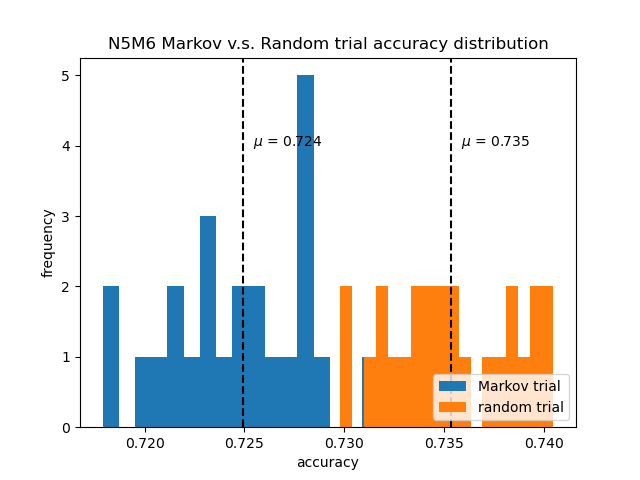 N5M6 Markov v.s. Random trial accuracy distribution
5
4
3
2
1
0
frequency
μ = 0.724
μ = 0.735
Markov trial
random trial
0.720
0.725
0.730
0.735
0.740
accuracy